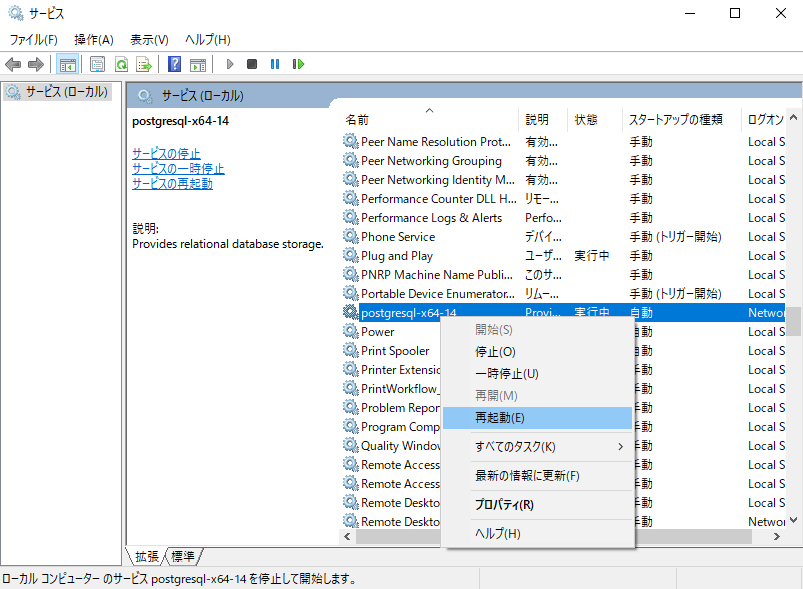 サービス
ファイル(F) 操作(A) 表示(V) ヘルプ(H)
サービス (ローカル)
サービス (ローカル)
postgresql-x64-14
サービスの停止
サービスの一時停止
サービスの再起動
説明:
Provides relational database storage.
名前 説明 状態 スタートアップの種類 ログオン
Peer Name Resolution Prot... 有効... 手動 Local S
Peer Networking Grouping 有効... 手動 Local S
Peer Networking Identity M... 有効... 手動 Local S
Performance Counter DLL H... リモー... 手動 Local S
Performance Logs & Alerts Perfo... 手動 Local S
Phone Service デバイ... 手動 (トリガー開始) Local S
Plug and Play ユーザ... 実行中 手動 Local S
PNRP Machine Name Publi... このサ... 手動 Local S
Portable Device Enumerator... リムー... 手動 (トリガー開始) Local S
postgresql-x64-14 Provi... 実行中 自動 Netwo
Power 自動 Local S
Print Spooler 自動 Local S
Printer Extensio 手動 Local S
PrintWorkflow_ 手動 Local S
Problem Repor 手動 Local S
Program Comp 手動 Local S
Quality Window 手動 Local S
Remote Access 手動 Local S
Remote Access 手動 Local S
Remote Deskto 手動 Local S
Remote Deskto 手動 Netwo
開始(S)
停止(O)
一時停止(U)
再開(M)
再起動(E)
すべてのタスク(K)
最新の情報に更新(F)
プロパティ(R)
ヘルプ(H)
拡張 標準
ローカル コンピューター のサービス postgresql-x64-14 を停止して開始します。